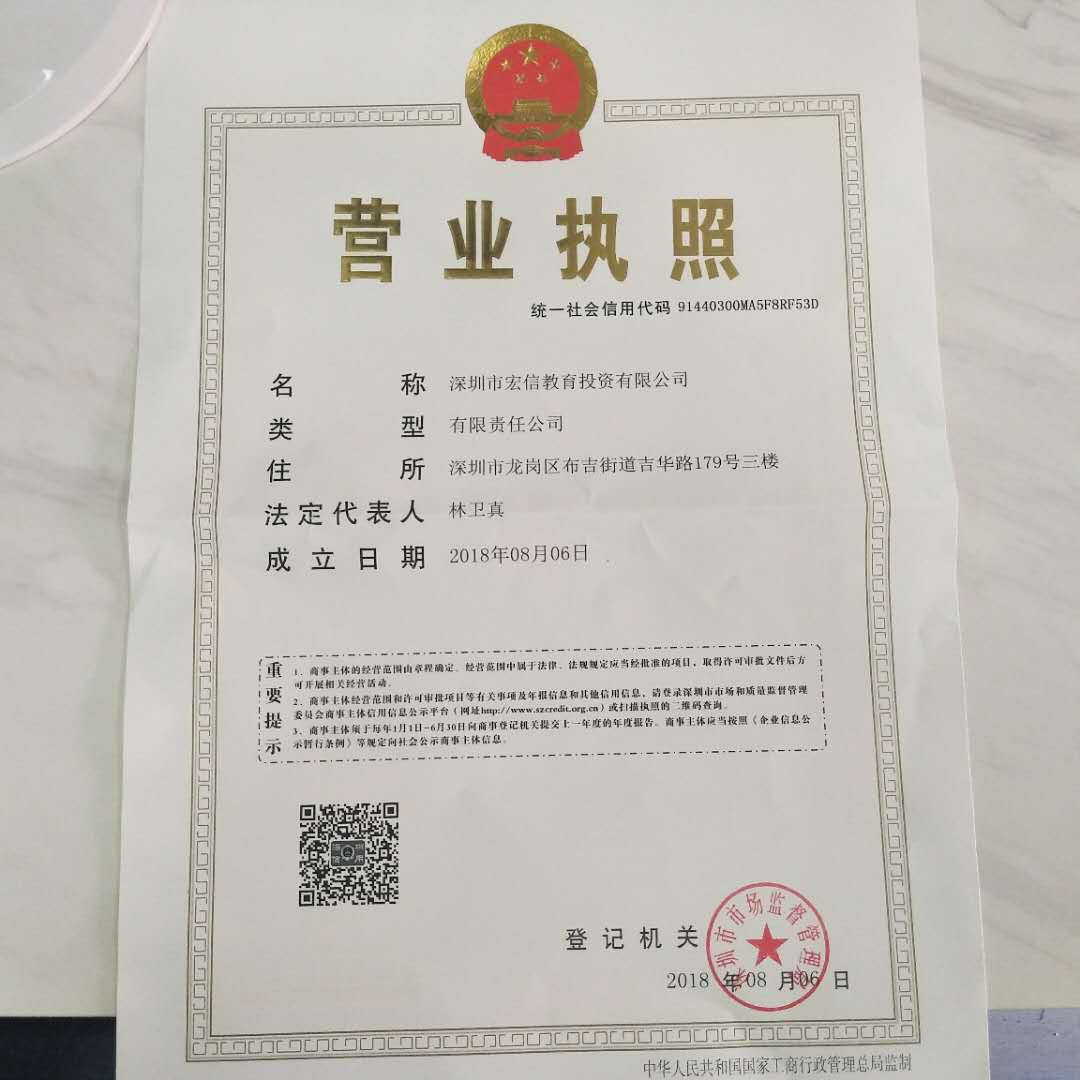 营业执照
统一社会信用代码 91440300MA5F8RF53D
名称 深圳市宏信教育投资有限公司
类型 有限责任公司
住所 深圳市龙岗区布吉街道吉华路179号三楼
法定代表人 林卫真
成立日期 2018年08月06日
重要提示
1、商事主体的经营范围由章程确定。经营范围中属于法律、法规规定应当经批准的项目，取得许可审批文件后方
可开展相关经营活动。
2、商事主体经营范围和许可审批项目等有关事项及年报信息和其他信用信息，请登录深圳市市场和质量监督管理
委员会商事主体信用信息公示平台（网址http://www.szcredit.org.cn）或扫描执照的二维码查询。
3、商事主体须于每年1月1日-6月30日向商事登记机关提交上一年度的年度报告。商事主体应当按照《企业信息公
示暂行条例》等规定向社会公示商事主体信息。
深圳信用
登记机关
深圳市市场监督管理局
2018 年 08 月 06 日
中华人民共和国国家工商行政管理总局监制